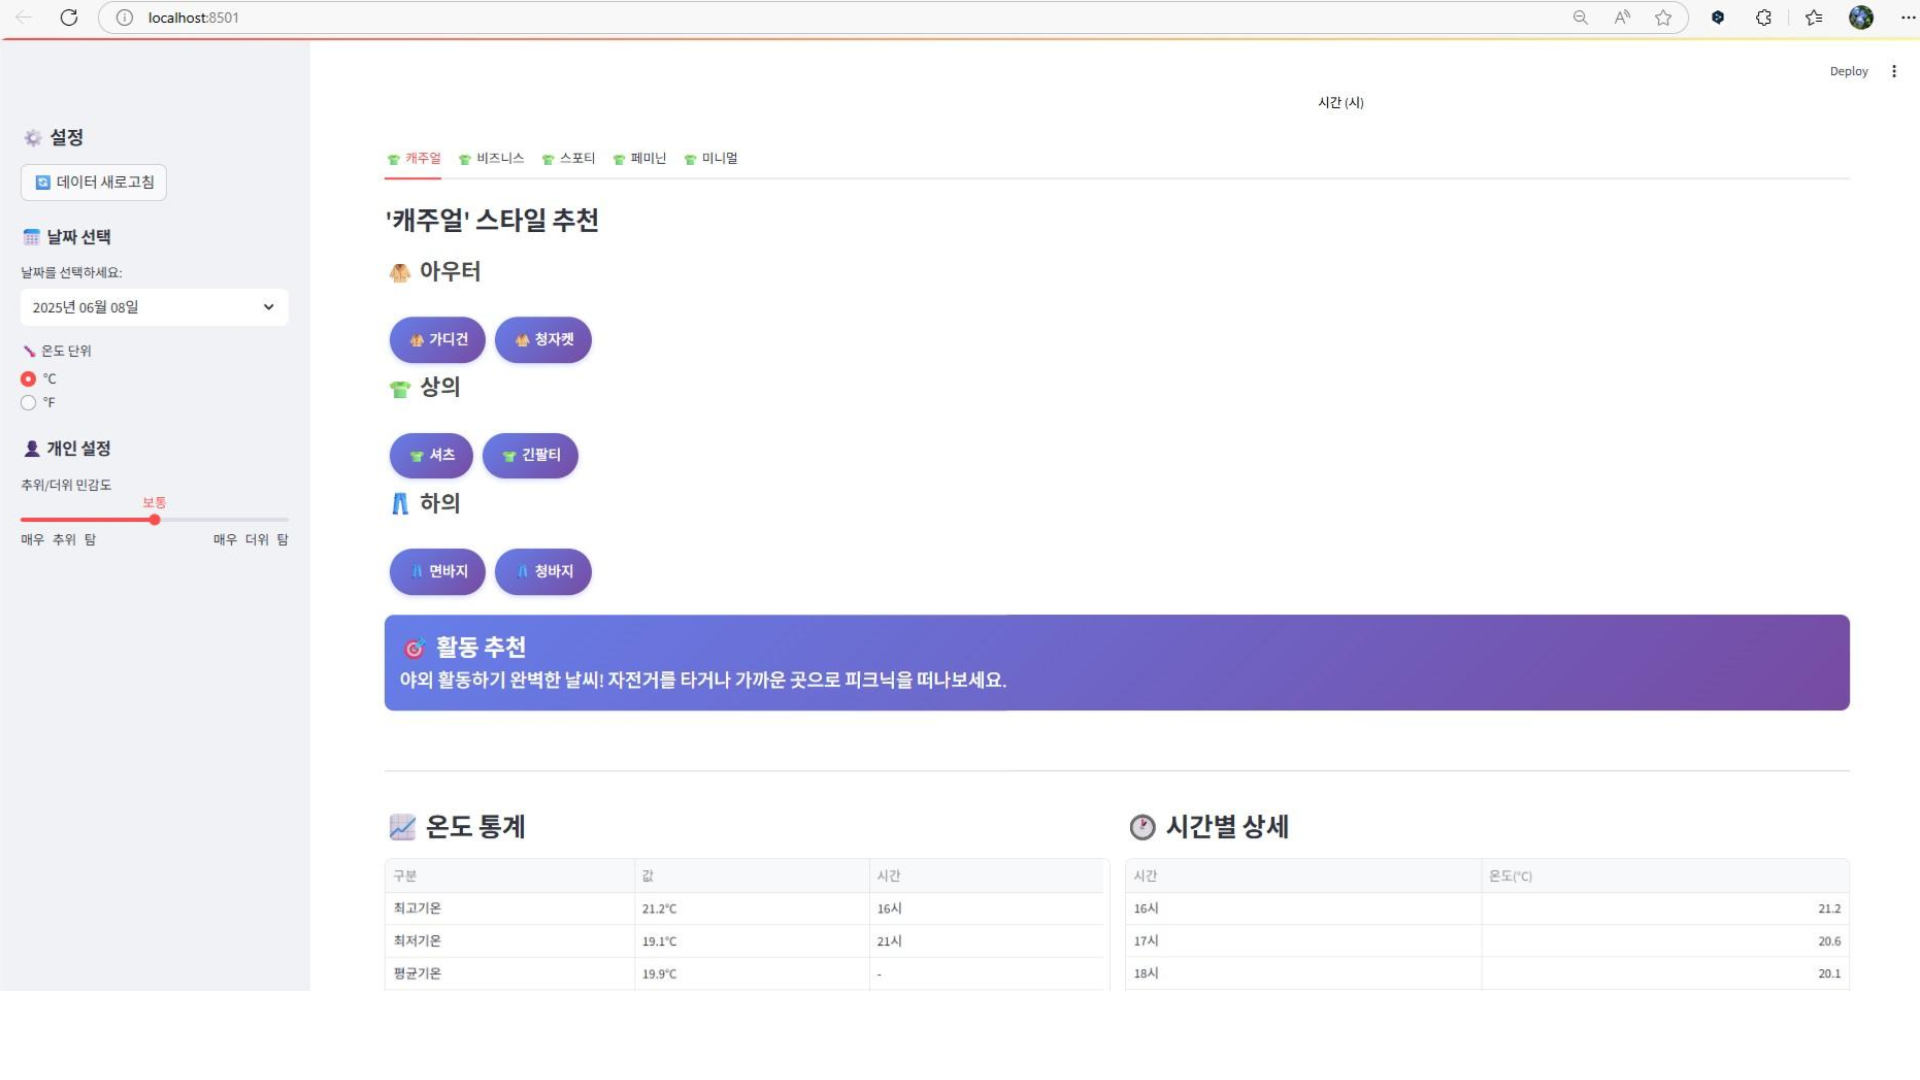 localhost:8501
Deploy
시간 (시)
설정
데이터 새로고침
날짜 선택
날짜를 선택하세요:
2025년 06월 08일
온도 단위
°C
°F
개인 설정
추위/더위 민감도
보통
매우 추위 탐
매우 더위 탐
캐주얼 비즈니스 스포티 페미닌 미니멀
'캐주얼' 스타일 추천
아우터
가디건 청자켓
상의
셔츠 긴팔티
하의
면바지 청바지
활동 추천
야외 활동하기 완벽한 날씨! 자전거를 타거나 가까운 곳으로 피크닉을 떠나보세요.
온도 통계
구분 값 시간
최고기온 21.2°C 16시
최저기온 19.1°C 21시
평균기온 19.9°C -
시간별 상세
시간 온도(°C)
16시 21.2
17시 20.6
18시 20.1